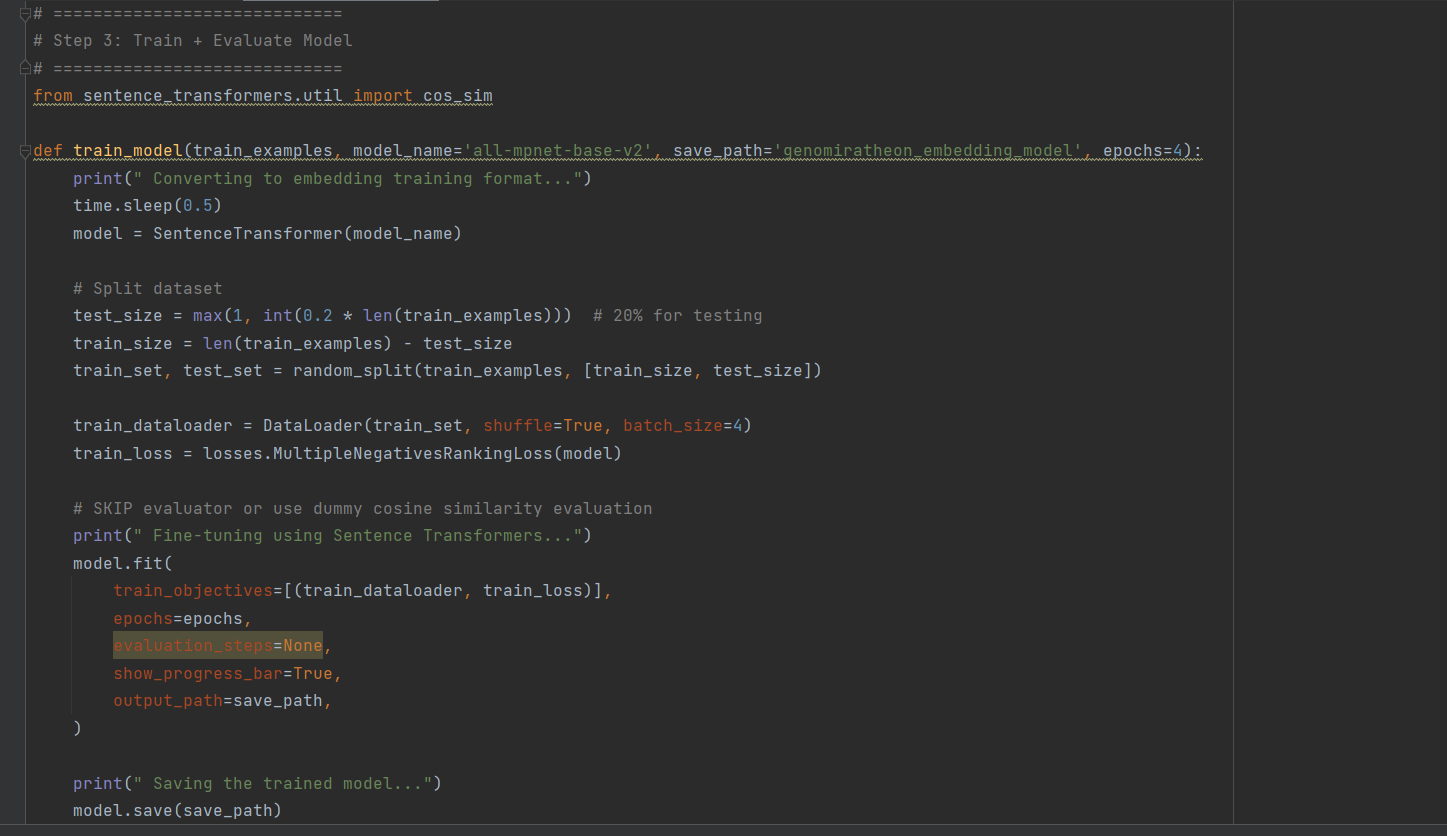 # =============================
# Step 3: Train + Evaluate Model
# =============================
from sentence_transformers.util import cos_sim
def train_model(train_examples, model_name='all-mpnet-base-v2', save_path='genomiratheon_embedding_model', epochs=4):
print(" Converting to embedding training format...")
time.sleep(0.5)
model = SentenceTransformer(model_name)
# Split dataset
test_size = max(1, int(0.2 * len(train_examples)))  # 20% for testing
train_size = len(train_examples) - test_size
train_set, test_set = random_split(train_examples, [train_size, test_size])
train_dataloader = DataLoader(train_set, shuffle=True, batch_size=4)
train_loss = losses.MultipleNegativesRankingLoss(model)
# SKIP evaluator or use dummy cosine similarity evaluation
print(" Fine-tuning using Sentence Transformers...")
model.fit(
train_objectives=[(train_dataloader, train_loss)],
epochs=epochs,
evaluation_steps=None,
show_progress_bar=True,
output_path=save_path,
)
print(" Saving the trained model...")
model.save(save_path)